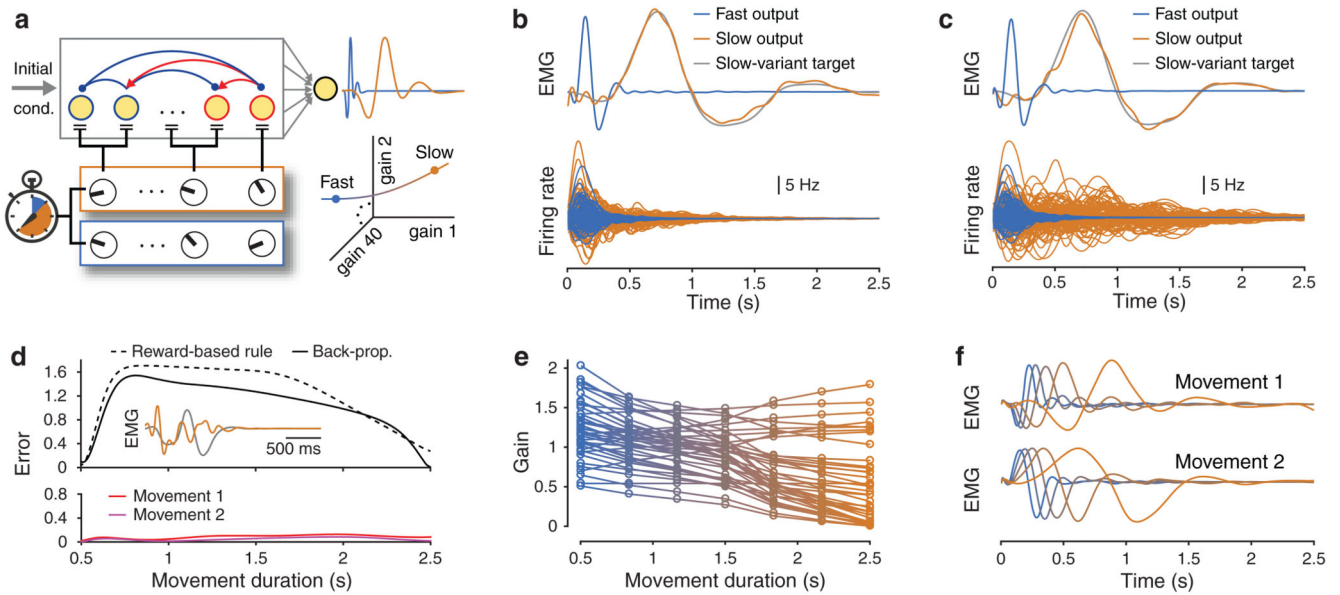 a
Initial
cond.
Fast
Slow
gain 2
gain 1
gain 40
b
EMG
Fast output
Slow output
Slow-variant target
Firing rate
5 Hz
0 0.5 1 1.5 2 2.5
Time (s)
c
EMG
Fast output
Slow output
Slow-variant target
Firing rate
5 Hz
0 0.5 1 1.5 2 2.5
Time (s)
d
Reward-based rule Back-prop.
Error
1.6
1.2
0.8
0.4
0
EMG
500 ms
0.8
0.4
0
Movement 1
Movement 2
0.5 1 1.5 2 2.5
Movement duration (s)
e
Gain
2
1.5
1
0.5
0
0.5 1 1.5 2 2.5
Movement duration (s)
f
EMG
Movement 1
EMG
Movement 2
0 0.5 1 1.5 2 2.5
Time (s)